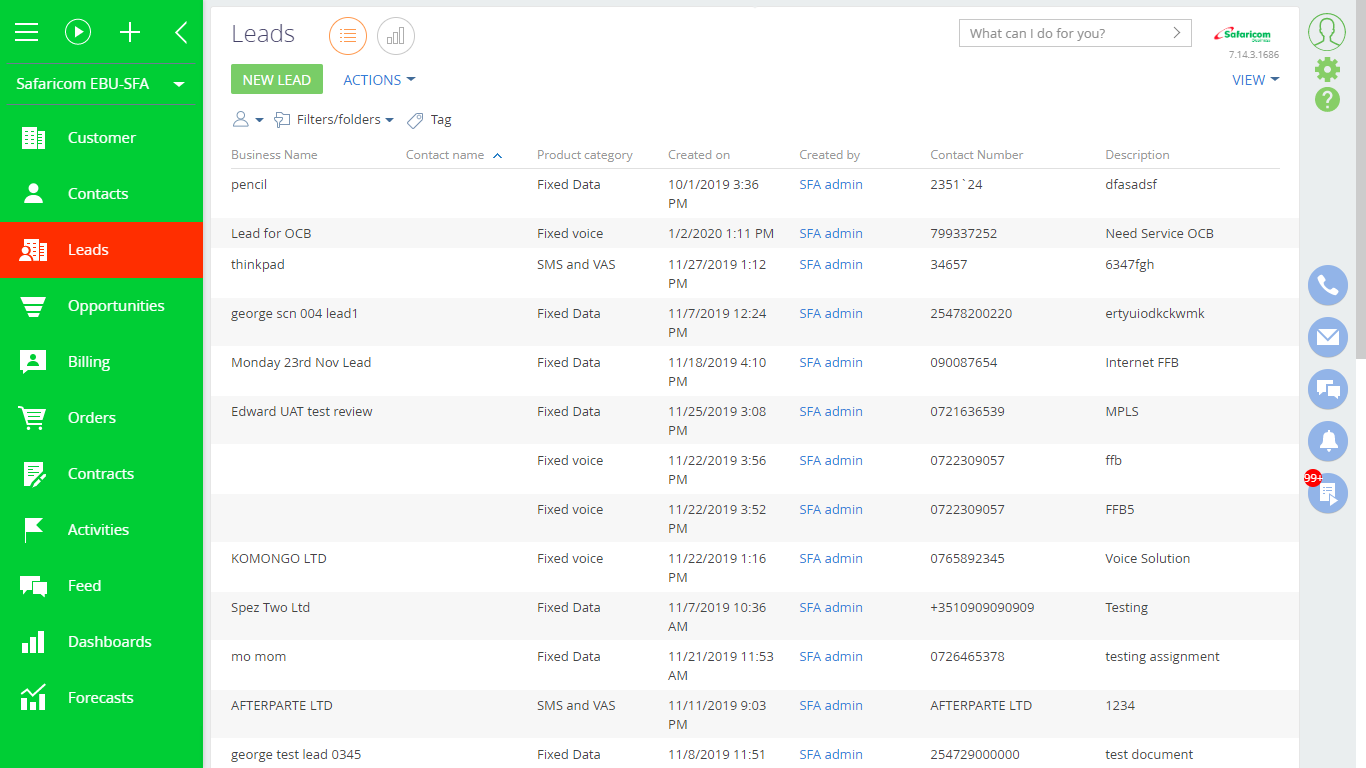 Safaricom EBU-SFA
Customer
Contacts
Leads
Opportunities
Billing
Orders
Contracts
Activities
Feed
Dashboards
Forecasts
Leads
What can I do for you?
Safaricom
7.14.3.1686
NEW LEAD ACTIONS VIEW
Filters/folders Tag
Business Name Contact name Product category Created on Created by Contact Number Description
pencil Fixed Data 10/1/2019 3:36 SFA admin 2351`24 dfasadsf
PM
Lead for OCB Fixed voice 1/2/2020 1:11 PM SFA admin 799337252 Need Service OCB
thinkpad SMS and VAS 11/27/2019 1:12 SFA admin 34657 6347fgh
PM
george scn 004 lead1 Fixed Data 11/7/2019 12:24 SFA admin 25478200220 ertyuiodkckwmk
PM
Monday 23rd Nov Lead Fixed Data 11/18/2019 4:10 SFA admin 090087654 Internet FFB
PM
Edward UAT test review Fixed Data 11/25/2019 3:08 SFA admin 0721636539 MPLS
PM
Fixed voice 11/22/2019 3:56 SFA admin 0722309057 ffb
PM
Fixed voice 11/22/2019 3:52 SFA admin 0722309057 FFB5
PM
KOMONGO LTD Fixed voice 11/22/2019 1:16 SFA admin 0765892345 Voice Solution
PM
Spez Two Ltd Fixed Data 11/7/2019 10:36 SFA admin +3510909090909 Testing
AM
mo mom Fixed Data 11/21/2019 11:53 SFA admin 0726465378 testing assignment
AM
AFTERPARTE LTD SMS and VAS 11/11/2019 9:03 SFA admin AFTERPARTE LTD 1234
PM
george test lead 0345 Fixed Data 11/8/2019 11:51 SFA admin 254729000000 test document
?
99+